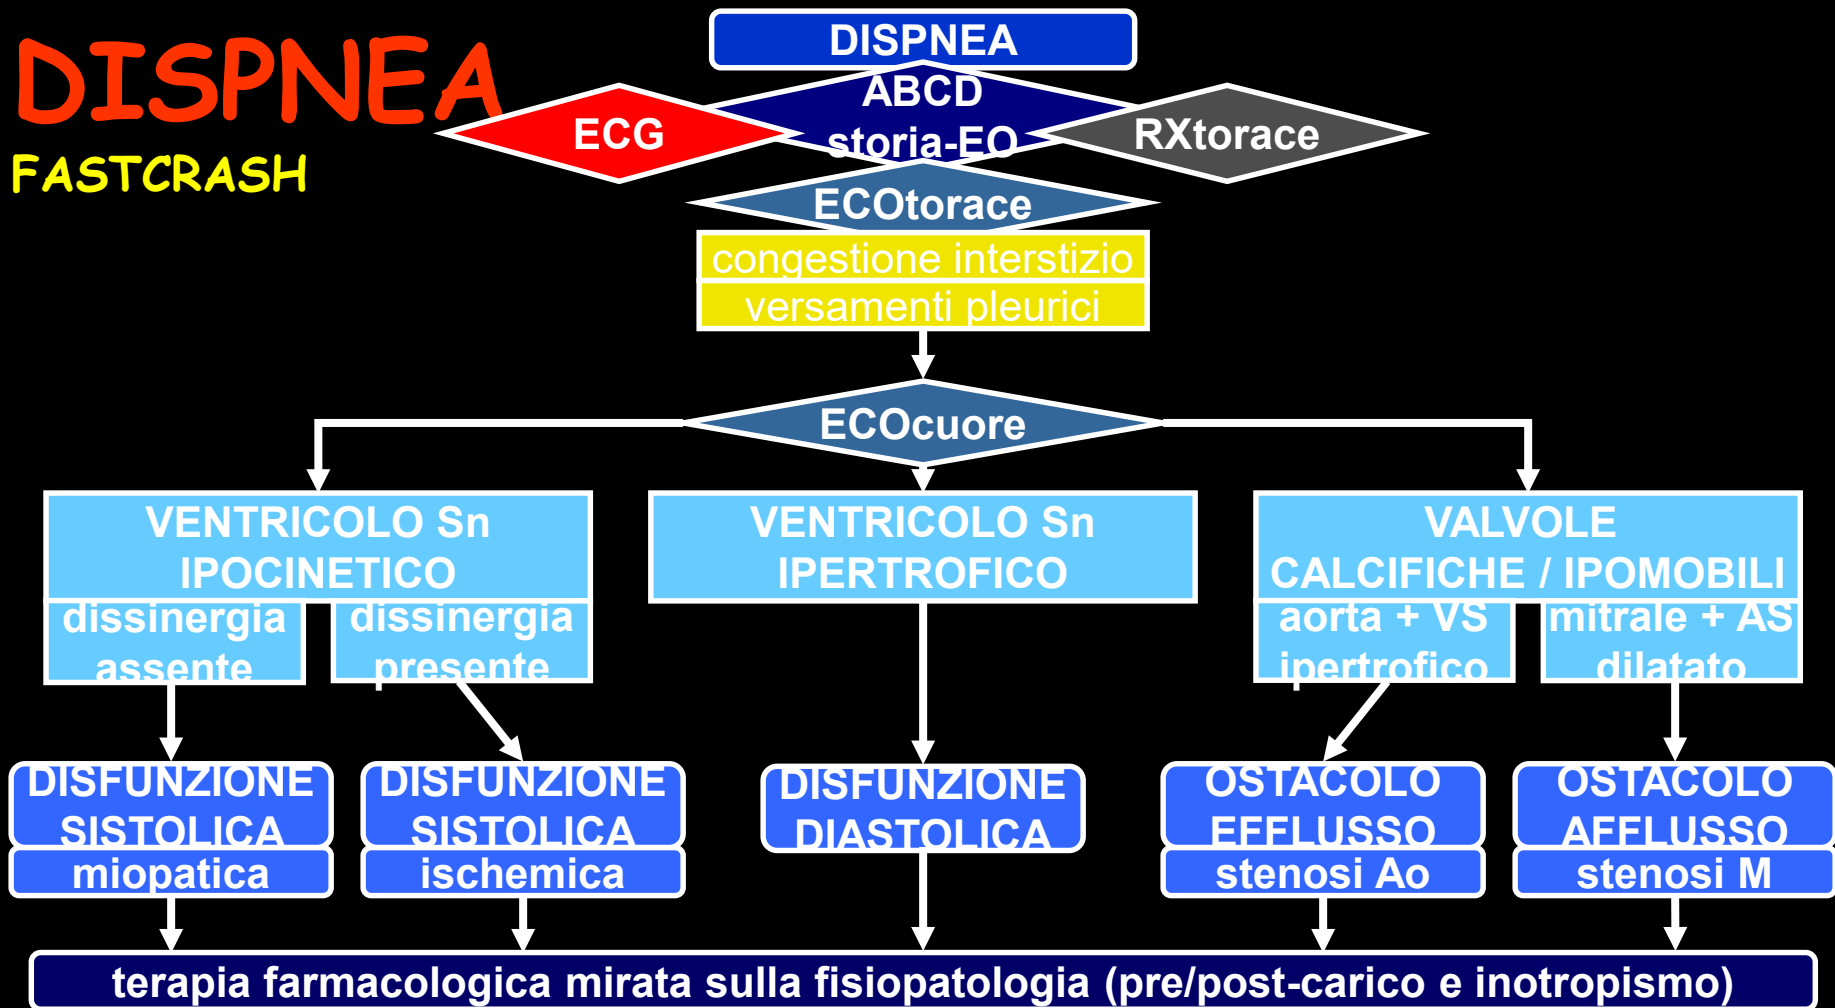 DISPNEA
FASTCRASH
DISPNEA
ABCD
storia-EO
ECG
RXtorace
ECOtorace
congestione interstizio
versamenti pleurici
ECOcuore
VENTRICOLO Sn
IPOCINETICO
dissinergia
assente
dissinergia
presente
VENTRICOLO Sn
IPERTROFICO
VALVOLE
CALCIFICHE / IPOMOBILI
aorta + VS
ipertrofico
mitrale + AS
dilatato
DISFUNZIONE
SISTOLICA
miopatica
DISFUNZIONE
SISTOLICA
ischemica
DISFUNZIONE
DIASTOLICA
OSTACOLO
EFFLUSSO
stenosi Ao
OSTACOLO
AFFLUSSO
stenosi M
terapia farmacologica mirata sulla fisiopatologia (pre/post-carico e inotropismo)